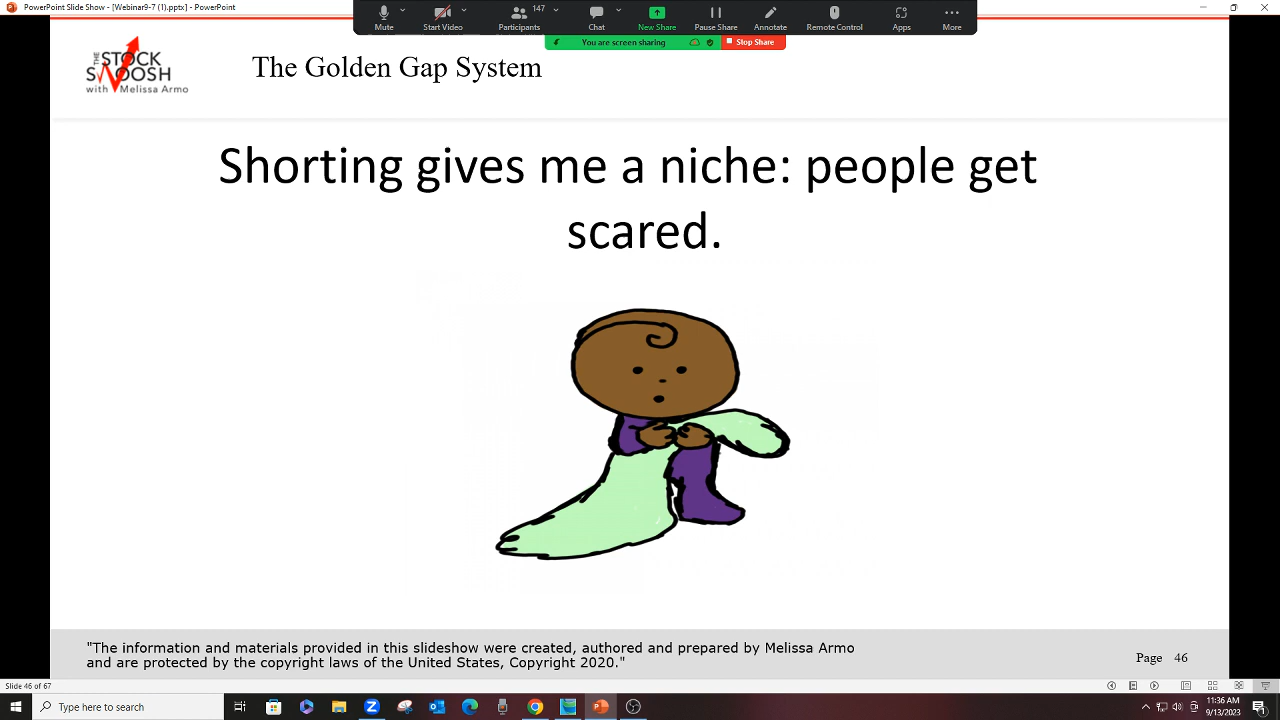 PowerPoint Slide Show - [Webinar9-7 (1).pptx] - PowerPoint
147
Mute
Start Video
Participants
Chat
New Share
Pause Share
Annotate
Remote Control
Apps
More
You are screen sharing
Stop Share
THE STOCK
SWOOSH
with Melissa Armo
The Golden Gap System
Shorting gives me a niche: people get
scared.
"The information and materials provided in this slideshow were created, authored and prepared by Melissa Armo
and are protected by the copyright laws of the United States, Copyright 2020."
Page 46
Slide 46 of 67
Type here to search
11:36 AM
9/13/2023